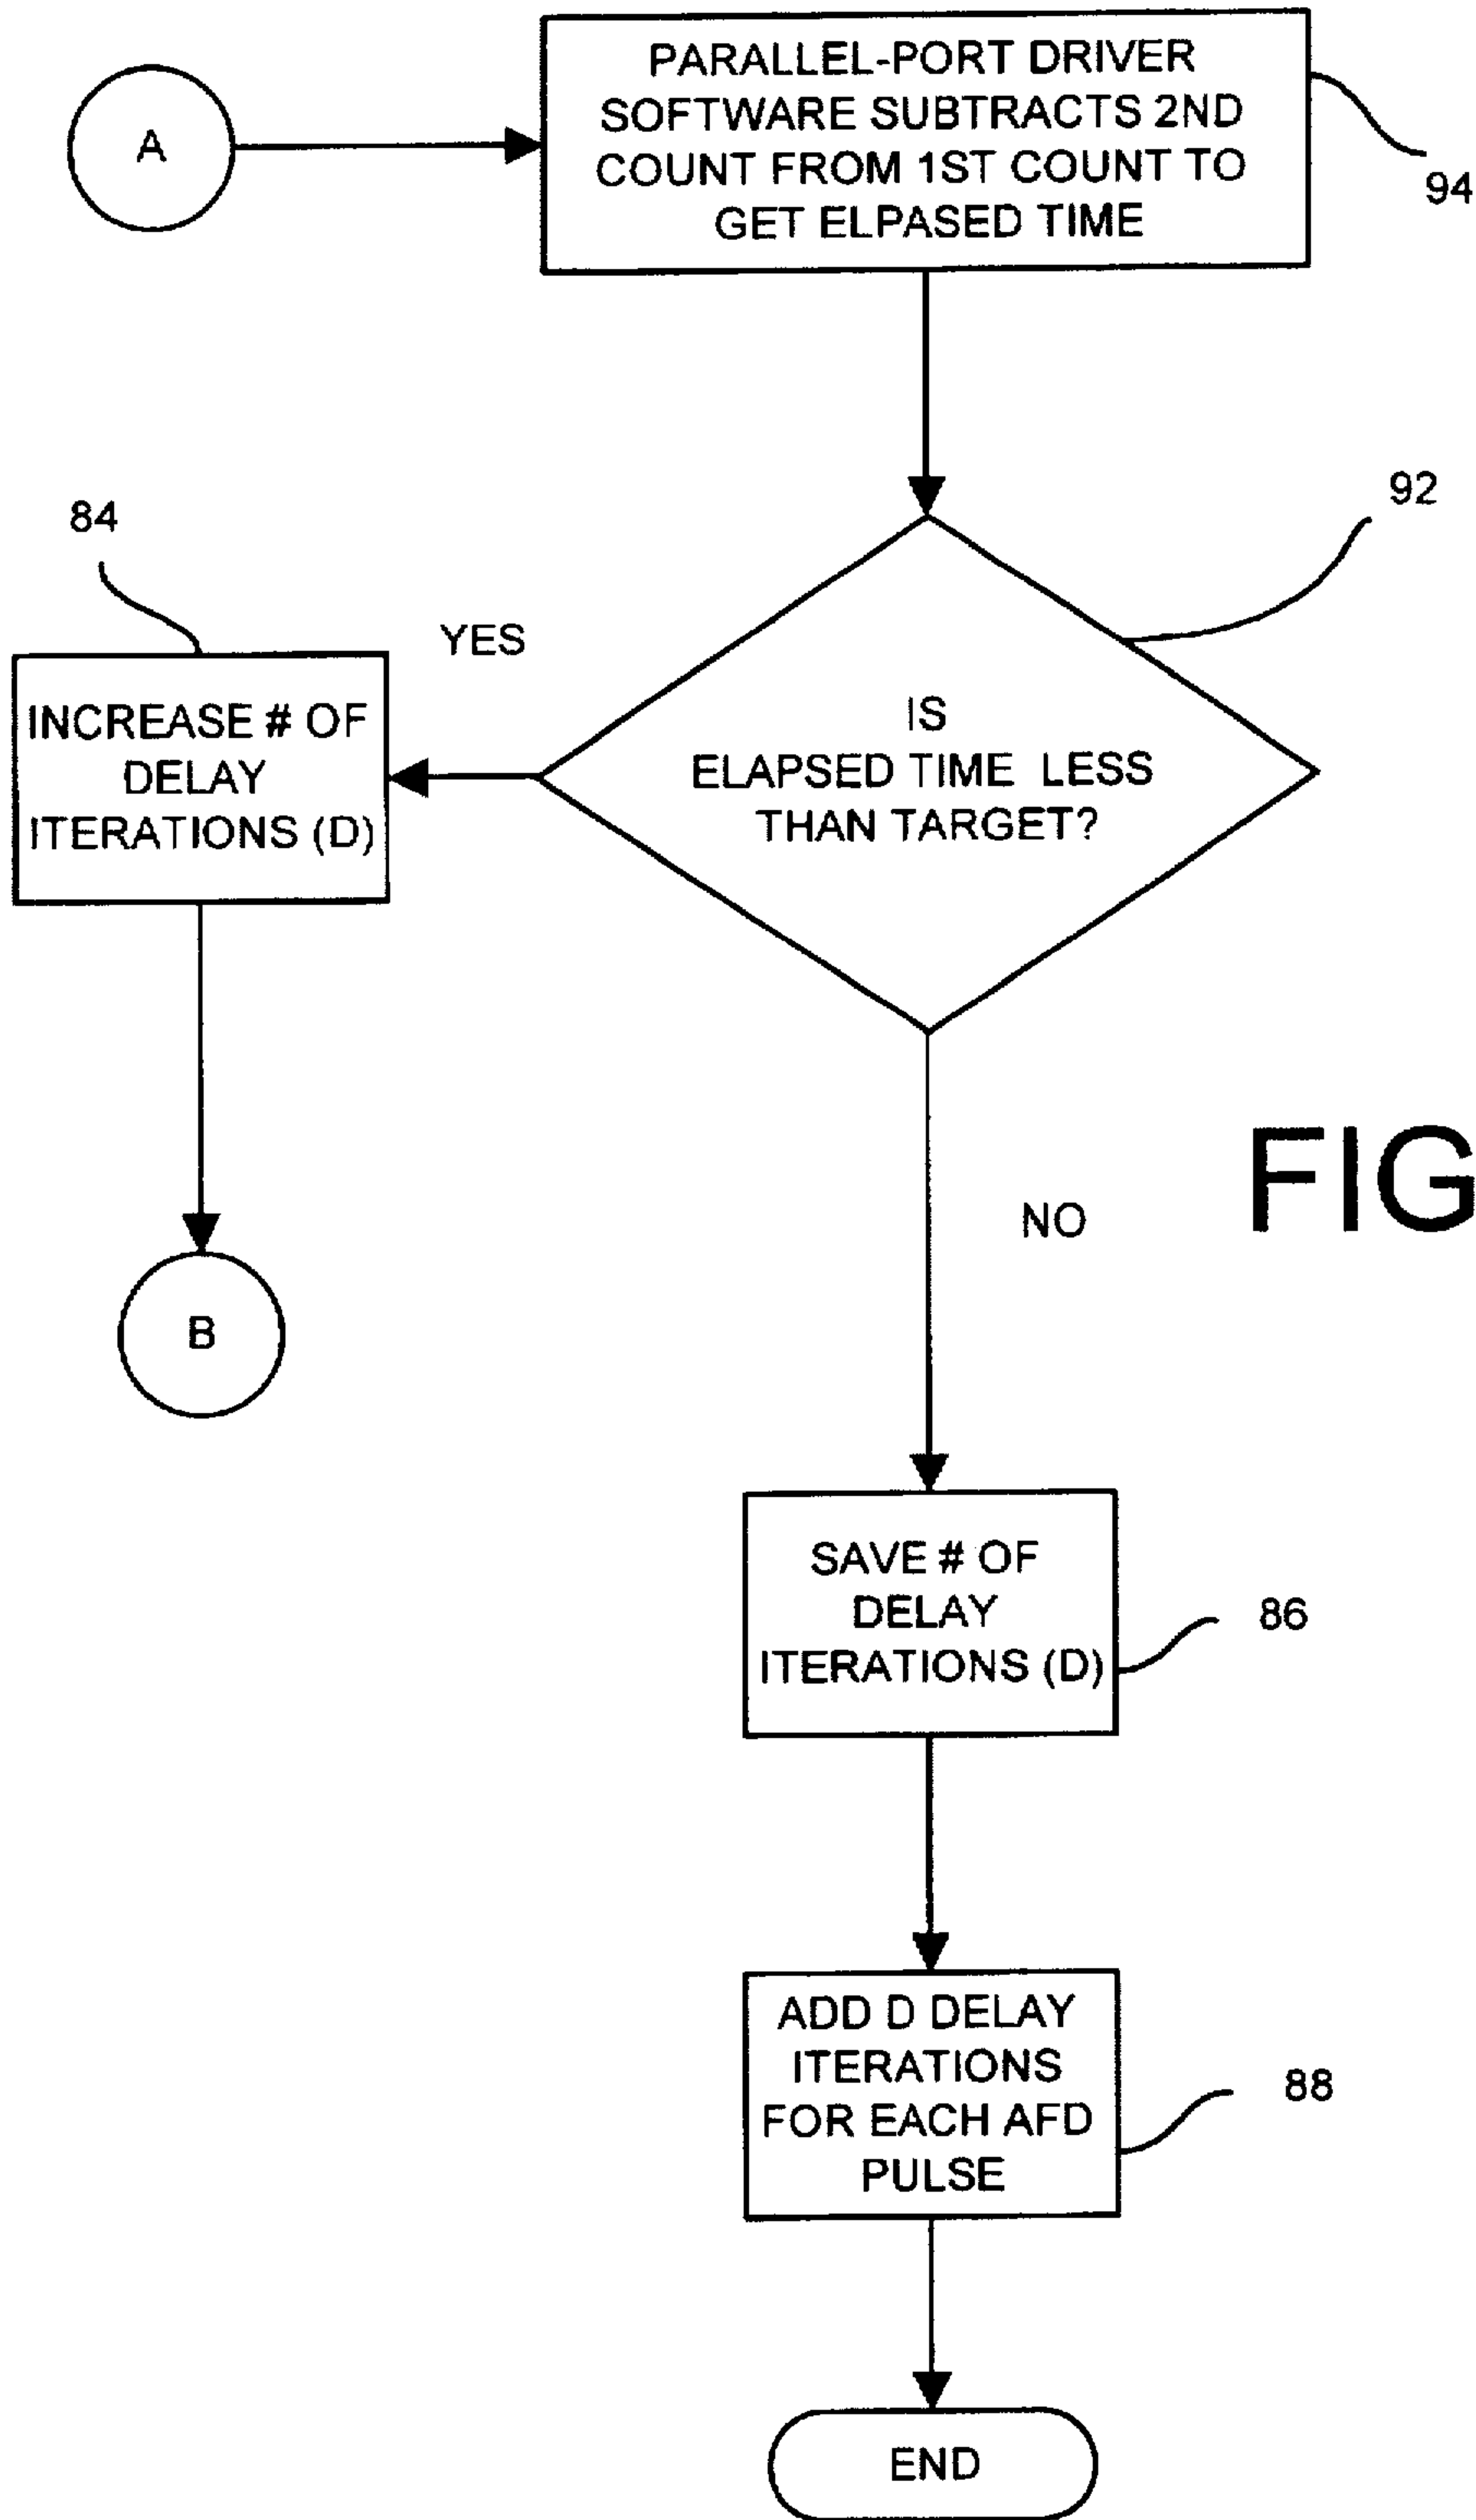 PARALLEL-PORT DRIVER
SOFTWARE SUBTRACTS 2ND
COUNT FROM 1ST COUNT TO
GET ELPASED TIME
A
94
92
84
YES
INCREASE # OF
DELAY
ITERATIONS (D)
IS
ELAPSED TIME LESS
THAN TARGET?
FIG
NO
B
SAVE # OF
DELAY
ITERATIONS (D)
86
ADD D DELAY
ITERATIONS
FOR EACH AFD
PULSE
88
END